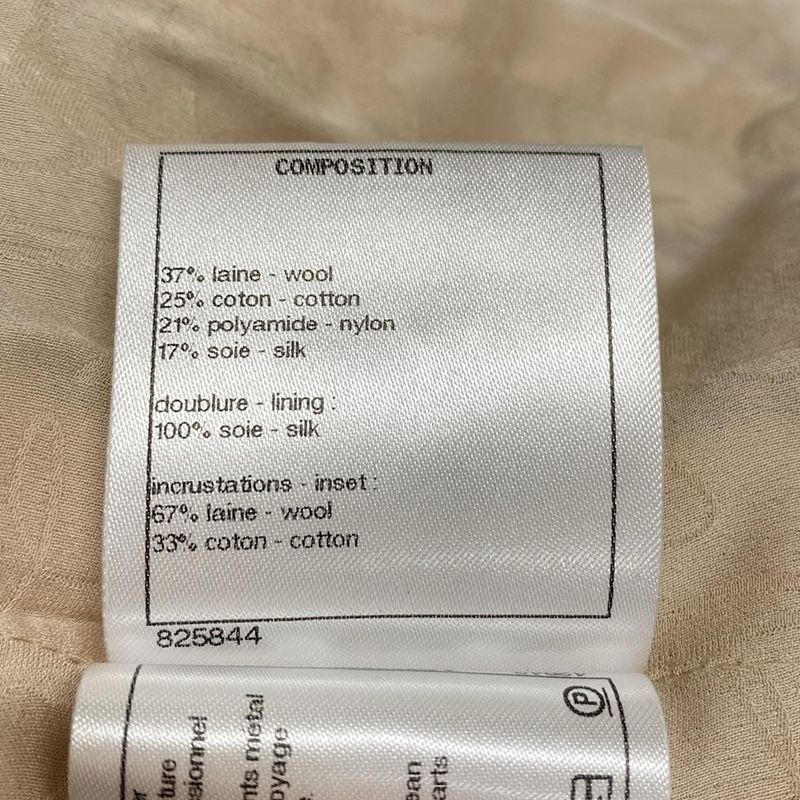 COMPOSITION
37% laine - wool
25% coton - cotton
21% polyamide - nylon
17% soie - silk
doublure - lining :
100% soie - silk
incrustations - inset :
67% laine - wool
33% coton - cotton
825844
P